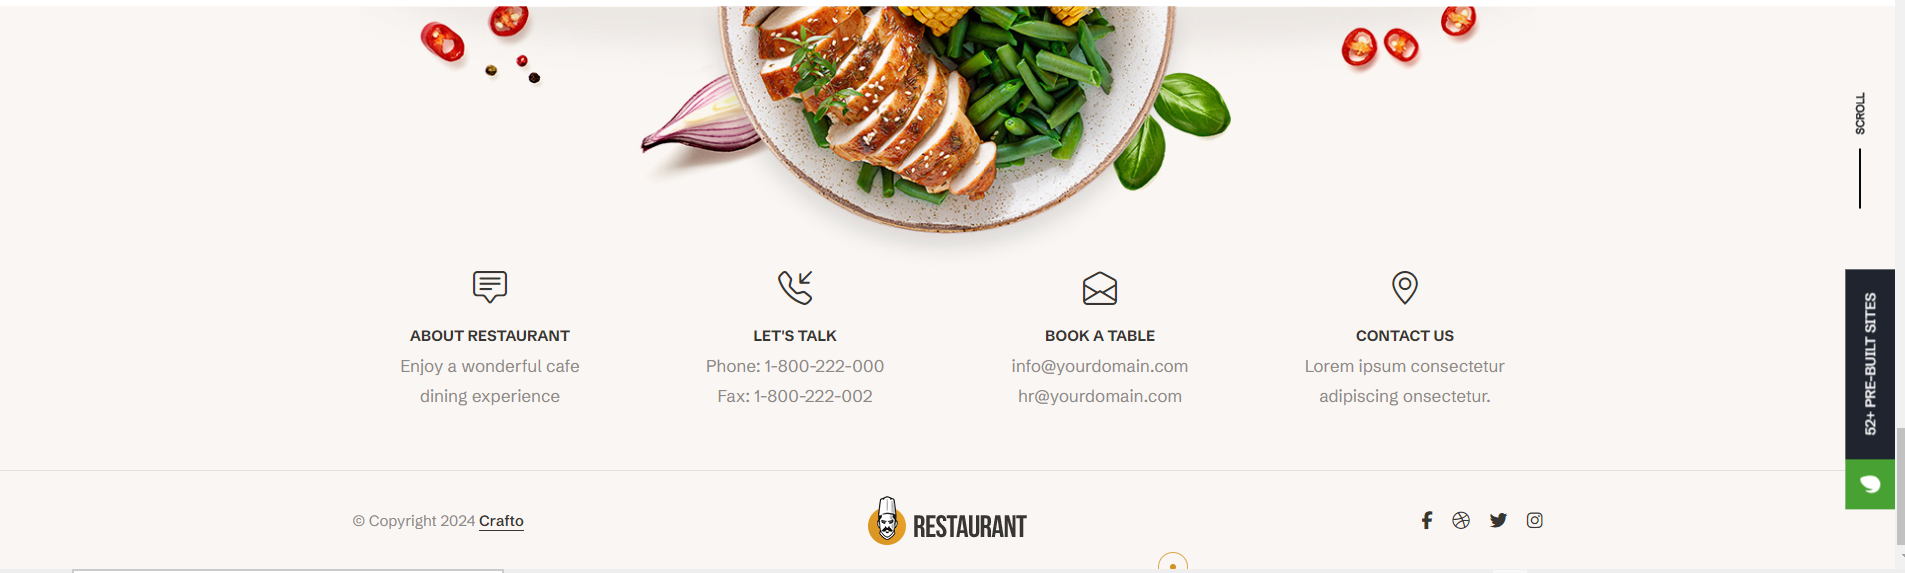 SCROLL
52+ PRE-BUILT SITES
ABOUT RESTAURANT
Enjoy a wonderful cafe
dining experience
LET'S TALK
Phone: 1-800-222-000
Fax: 1-800-222-002
BOOK A TABLE
info@yourdomain.com
hr@yourdomain.com
CONTACT US
Lorem ipsum consectetur
adipiscing onsectetur.
© Copyright 2024 Crafto
RESTAURANT